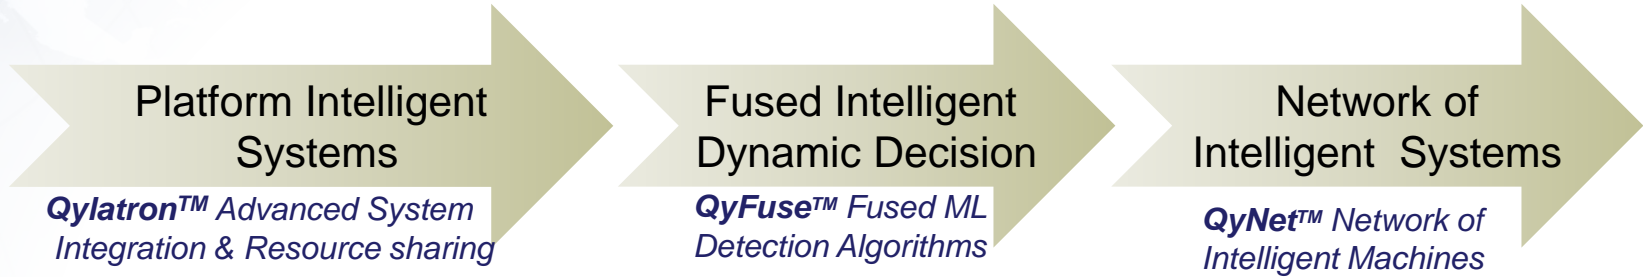 Platform Intelligent
Systems
Qylatron™ Advanced System
Integration & Resource sharing
Fused Intelligent
Dynamic Decision
QyFuse™ Fused ML
Detection Algorithms
Network of
Intelligent Systems
QyNet™ Network of
Intelligent Machines